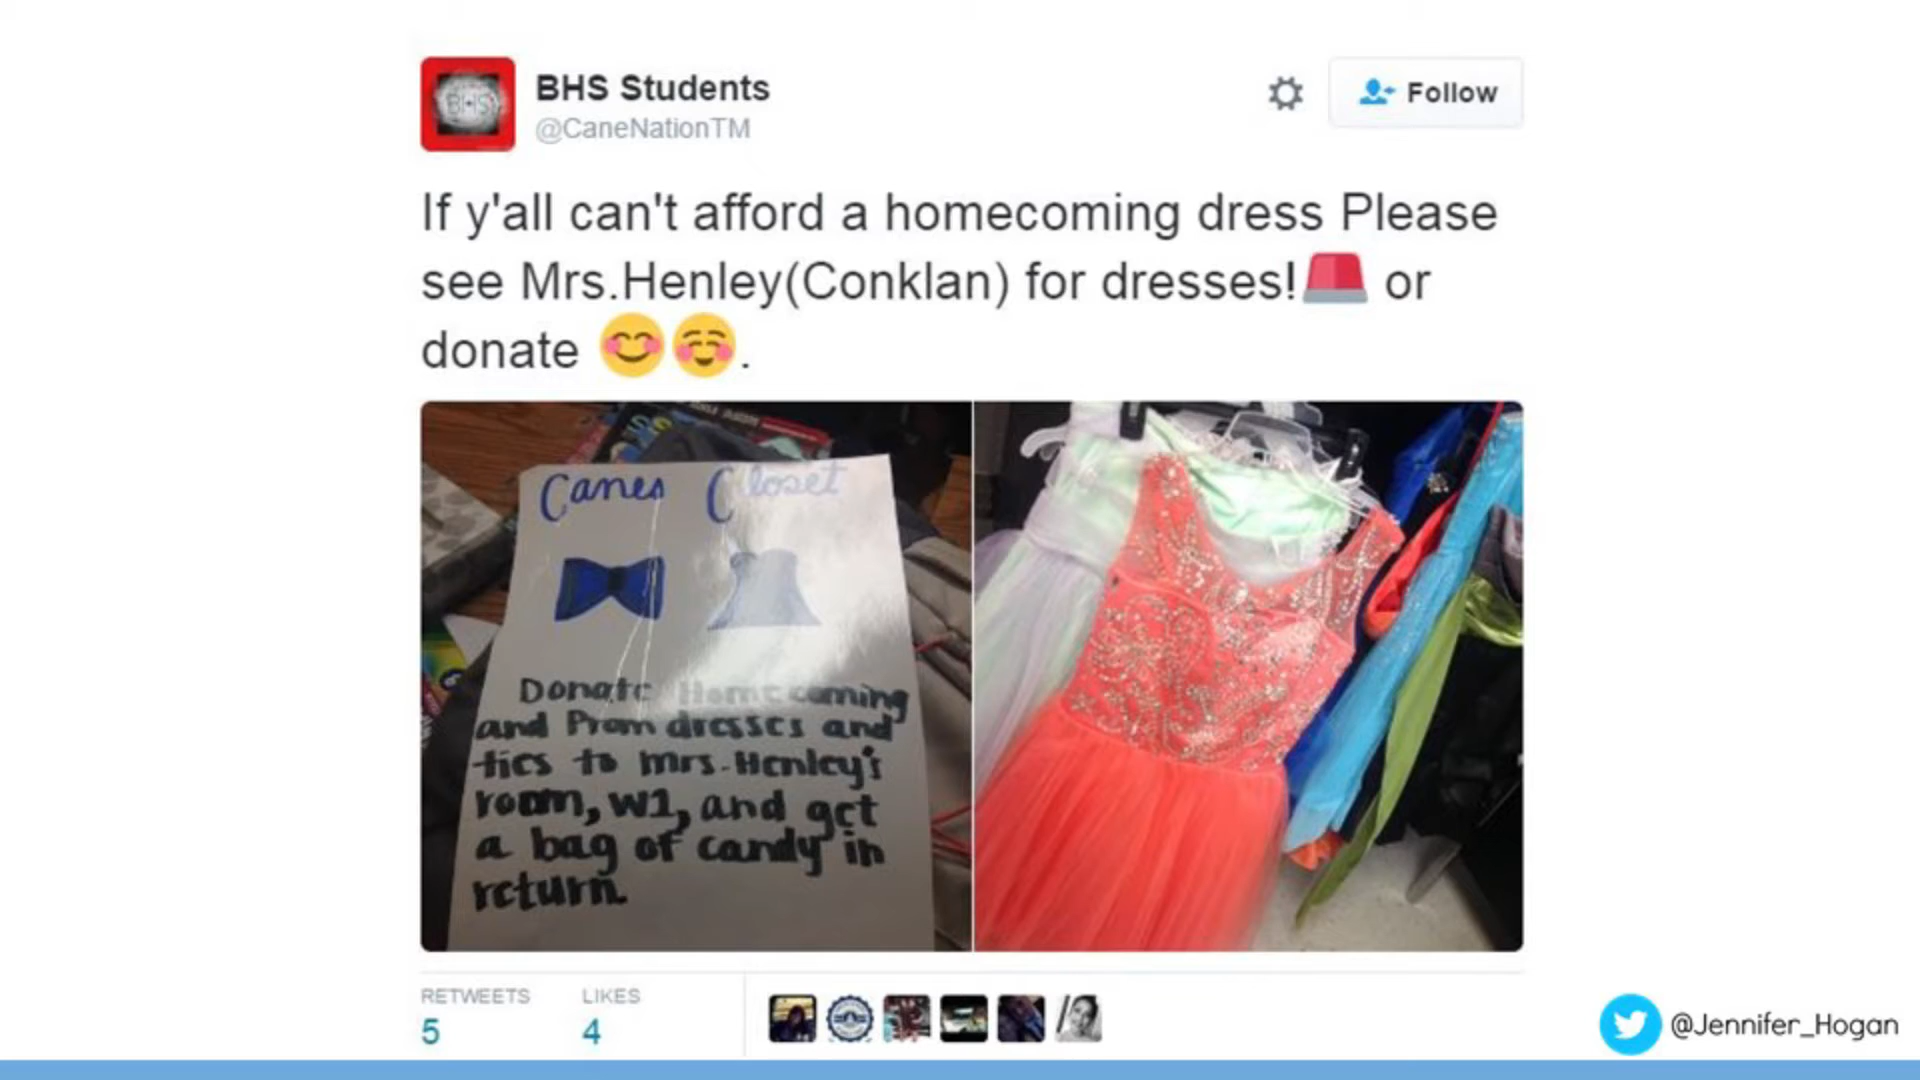 BHS
BHS Students
@CaneNationTM
Follow
If y'all can't afford a homecoming dress Please
see Mrs.Henley(Conklan) for dresses! or
donate .
Canes Closet
Donate Homecoming
and Prom dresses and
ties to mrs. Henley's
room, W1, and get
a bag of candy in
return.
RETWEETS
LIKES
5
4
@Jennifer_Hogan